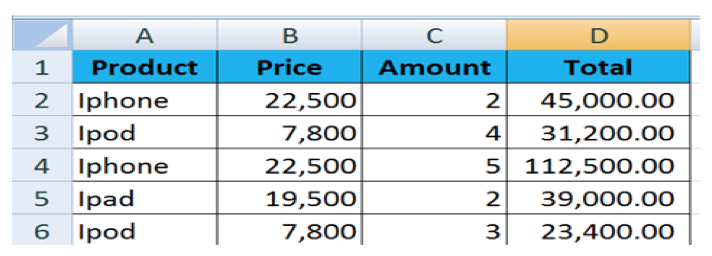 A B C D
1 Product Price Amount Total
2 Iphone 22,500 2 45,000.00
3 Ipod 7,800 4 31,200.00
4 Iphone 22,500 5 112,500.00
5 Ipad 19,500 2 39,000.00
6 Ipod 7,800 3 23,400.00